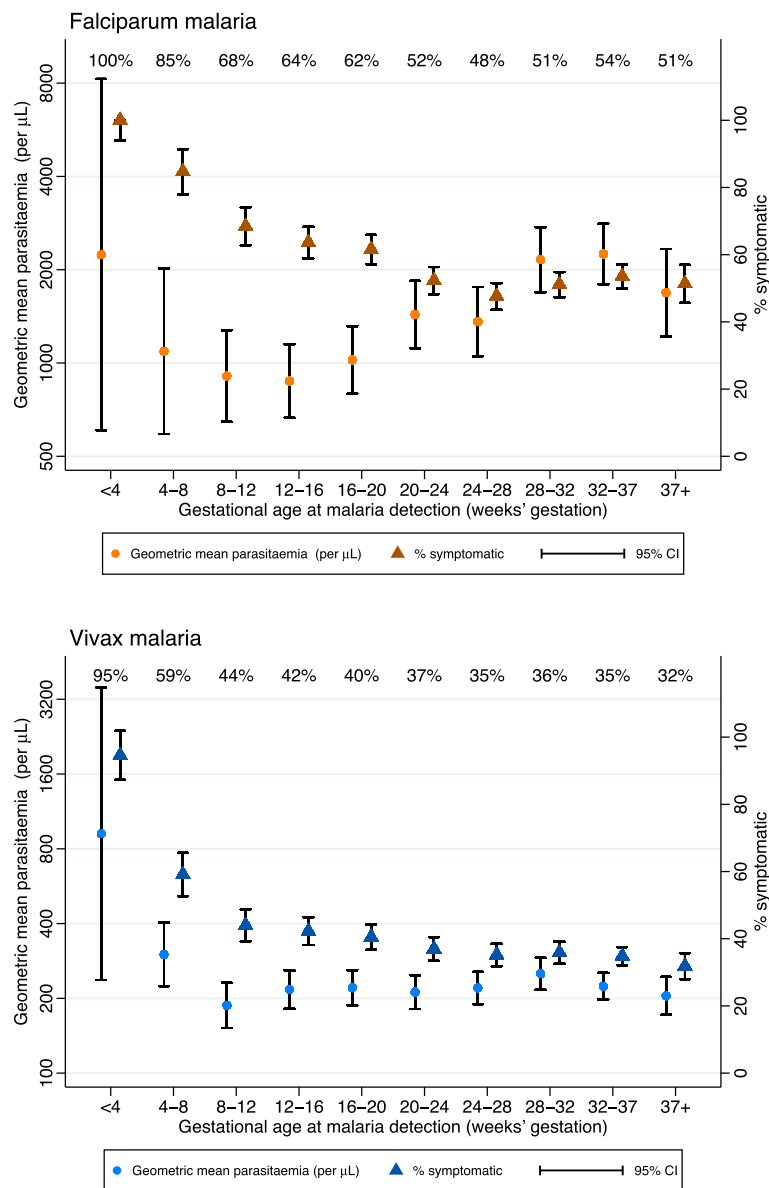 Falciparum malaria
100% 85% 68% 64% 62% 52% 48% 51% 54% 51%
Geometric mean parasitaemia (per µL)
8000
4000
2000
1000
500
100
80
60
40
20
0
% symptomatic
<4 4–8 8–12 12–16 16–20 20–24 24–28 28–32 32–37 37+
Gestational age at malaria detection (weeks' gestation)
Geometric mean parasitaemia (per µL) % symptomatic 95% CI
Vivax malaria
95% 59% 44% 42% 40% 37% 35% 36% 35% 32%
Geometric mean parasitaemia (per µL)
3200
1600
800
400
200
100
100
80
60
40
20
0
% symptomatic
<4 4–8 8–12 12–16 16–20 20–24 24–28 28–32 32–37 37+
Gestational age at malaria detection (weeks' gestation)
Geometric mean parasitaemia (per µL) % symptomatic 95% CI